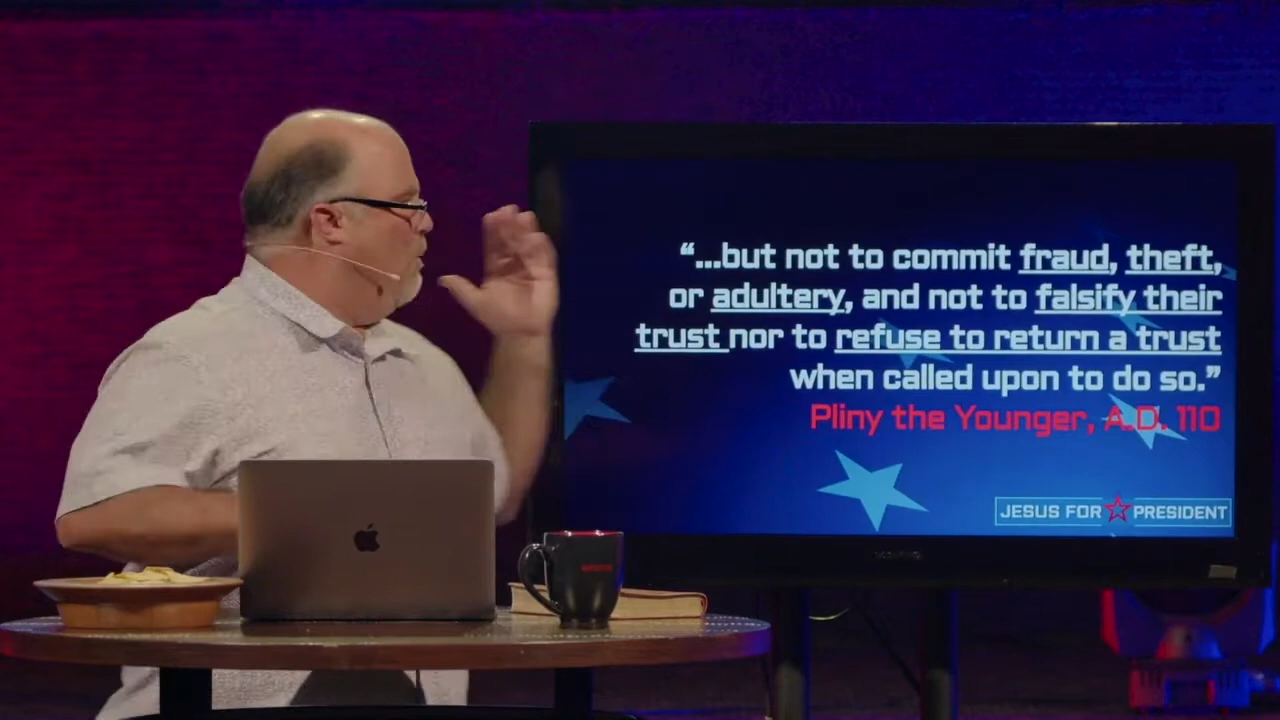 “...but not to commit fraud, theft,
or adultery, and not to falsify their
trust nor to refuse to return a trust
when called upon to do so.”
Pliny the Younger, A.D. 110
JESUS FOR PRESIDENT